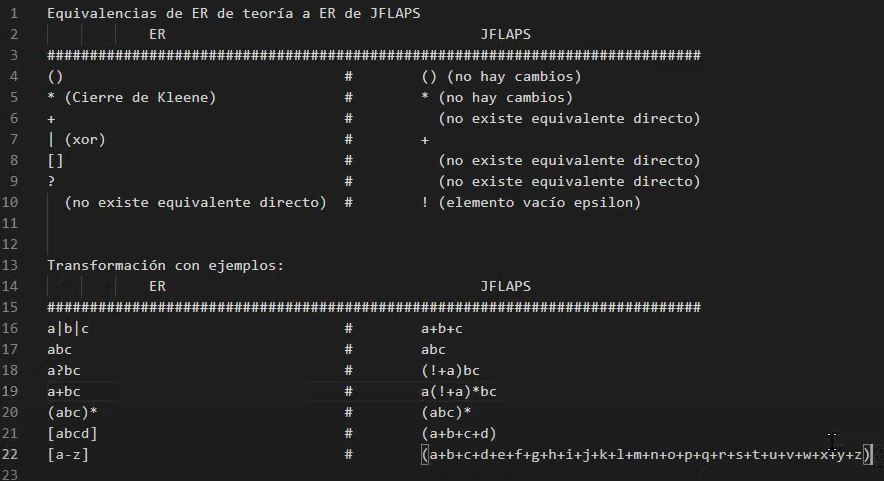 1 Equivalencias de ER de teoría a ER de JFLAPS
2 ER JFLAPS
3 #############################################################################
4 () # () (no hay cambios)
5 * (Cierre de Kleene) # * (no hay cambios)
6 + # (no existe equivalente directo)
7 | (xor) # +
8 [] # (no existe equivalente directo)
9 ? # (no existe equivalente directo)
10 (no existe equivalente directo) # ! (elemento vacío epsilon)
11
12
13 Transformación con ejemplos:
14 ER JFLAPS
15 #############################################################################
16 a|b|c # a+b+c
17 abc # abc
18 a?bc # (!+a)bc
19 a+bc # a(!+a)*bc
20 (abc)* # (abc)*
21 [abcd] # (a+b+c+d)
22 [a-z] # (a+b+c+d+e+f+g+h+i+j+k+l+m+n+o+p+q+r+s+t+u+v+w+x+y+z)
23